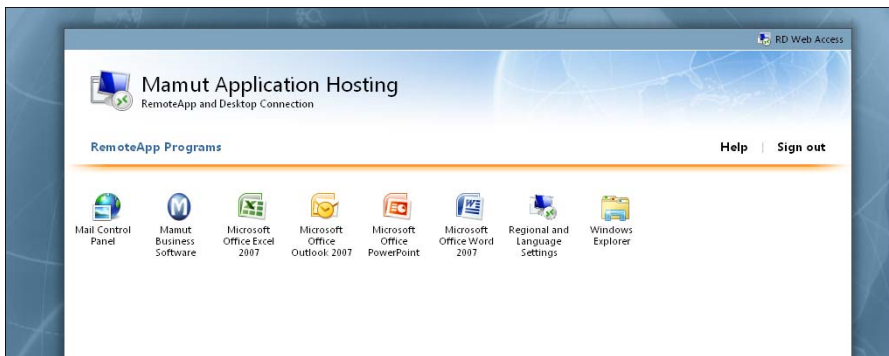 RD Web Access
Mamut Application Hosting
RemoteApp and Desktop Connection
RemoteApp Programs
Help | Sign out
Mail Control
Panel
Mamut
Business
Software
Microsoft
Office Excel
2007
Microsoft
Office
Outlook 2007
Microsoft
Office
PowerPoint
Microsoft
Office Word
2007
Regional and
Language
Settings
Windows
Explorer